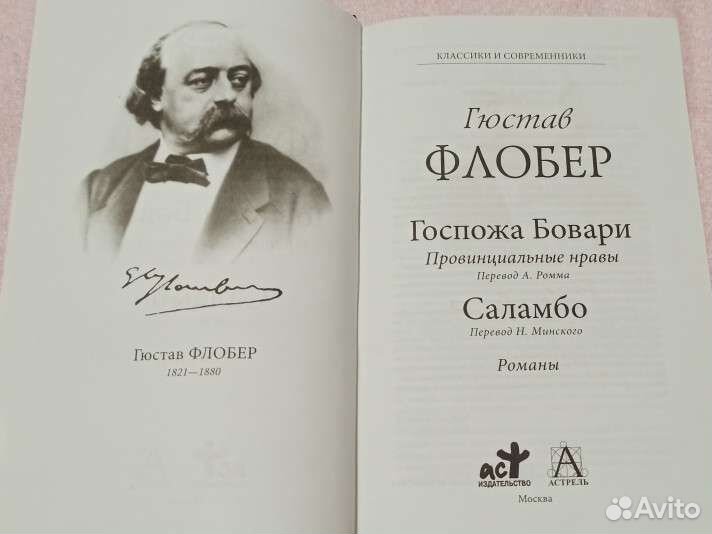 Гюстав ФЛОБЕР
1821—1880
КЛАССИКИ И СОВРЕМЕННИКИ
Гюстав
ФЛОБЕР
Госпожа Бовари
Провинциальные нравы
Перевод А. Ромма
Саламбо
Перевод Н. Минского
Романы
аст
ИЗДАТЕЛЬСТВО
А
АСТРЕЛЬ
Москва
Avito